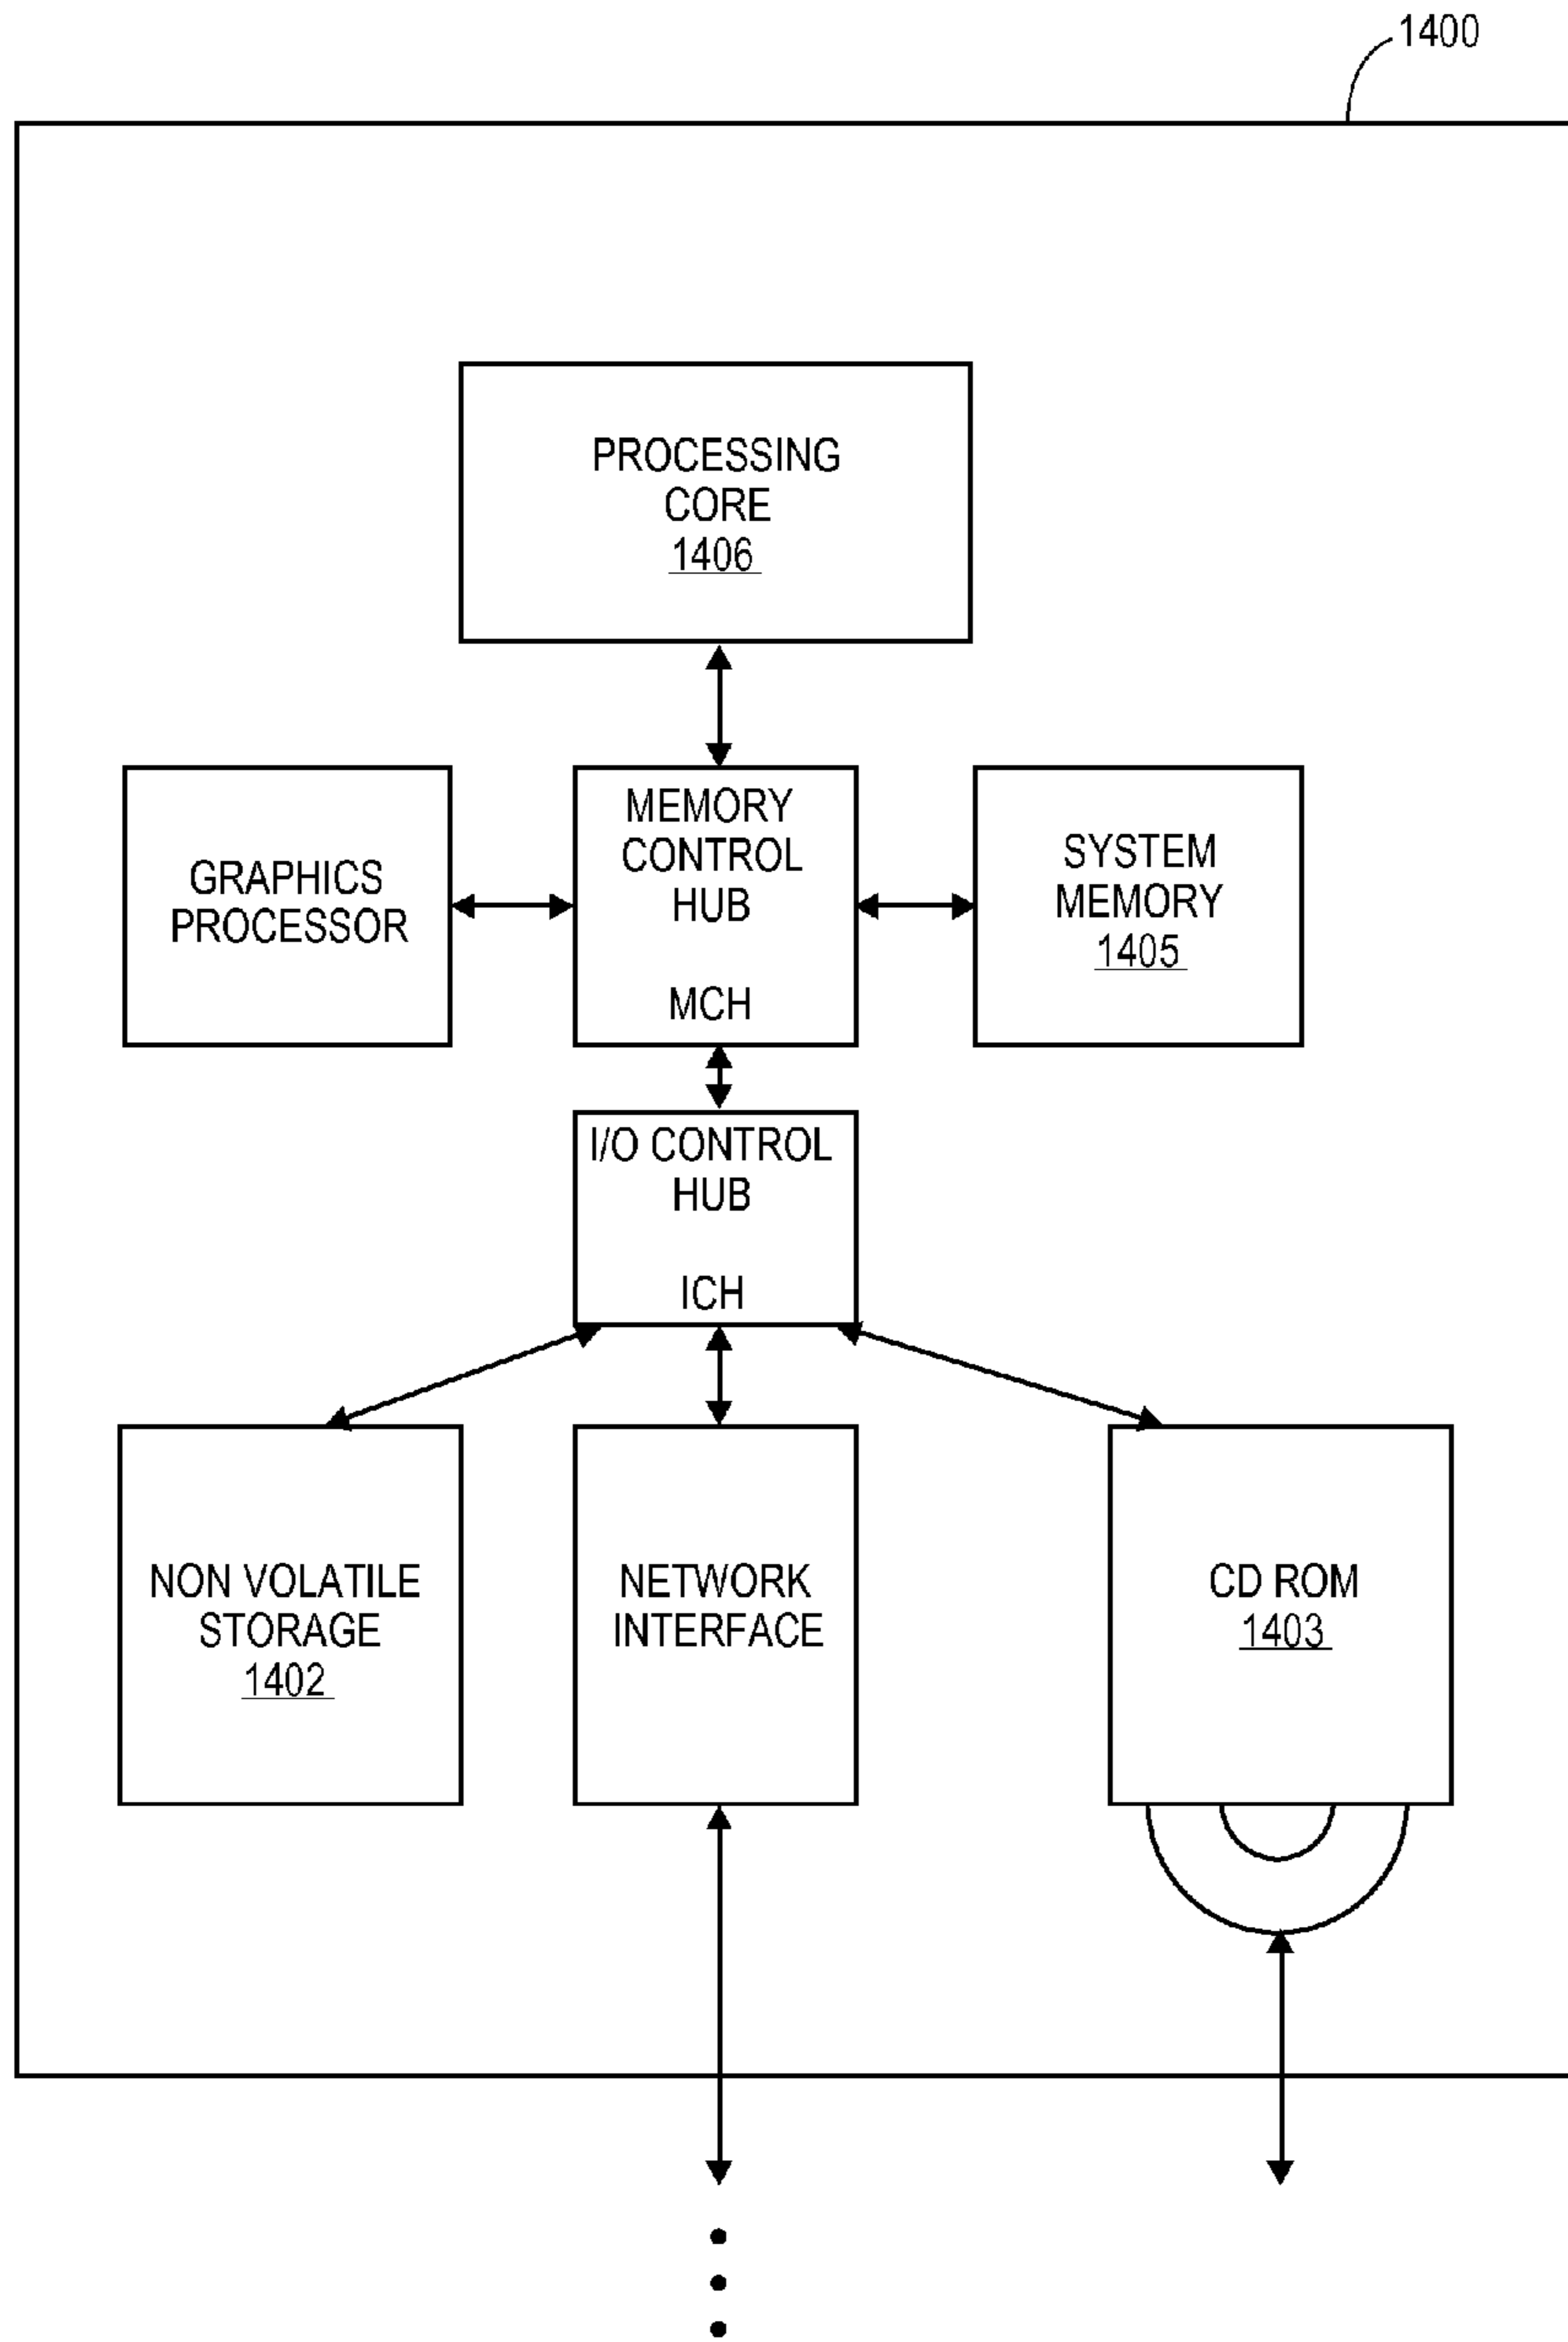 1400
PROCESSING
CORE
1406
GRAPHICS
PROCESSOR
MEMORY
CONTROL
HUB
MCH
SYSTEM
MEMORY
1405
I/O CONTROL
HUB
ICH
NON VOLATILE
STORAGE
1402
NETWORK
INTERFACE
CD ROM
1403